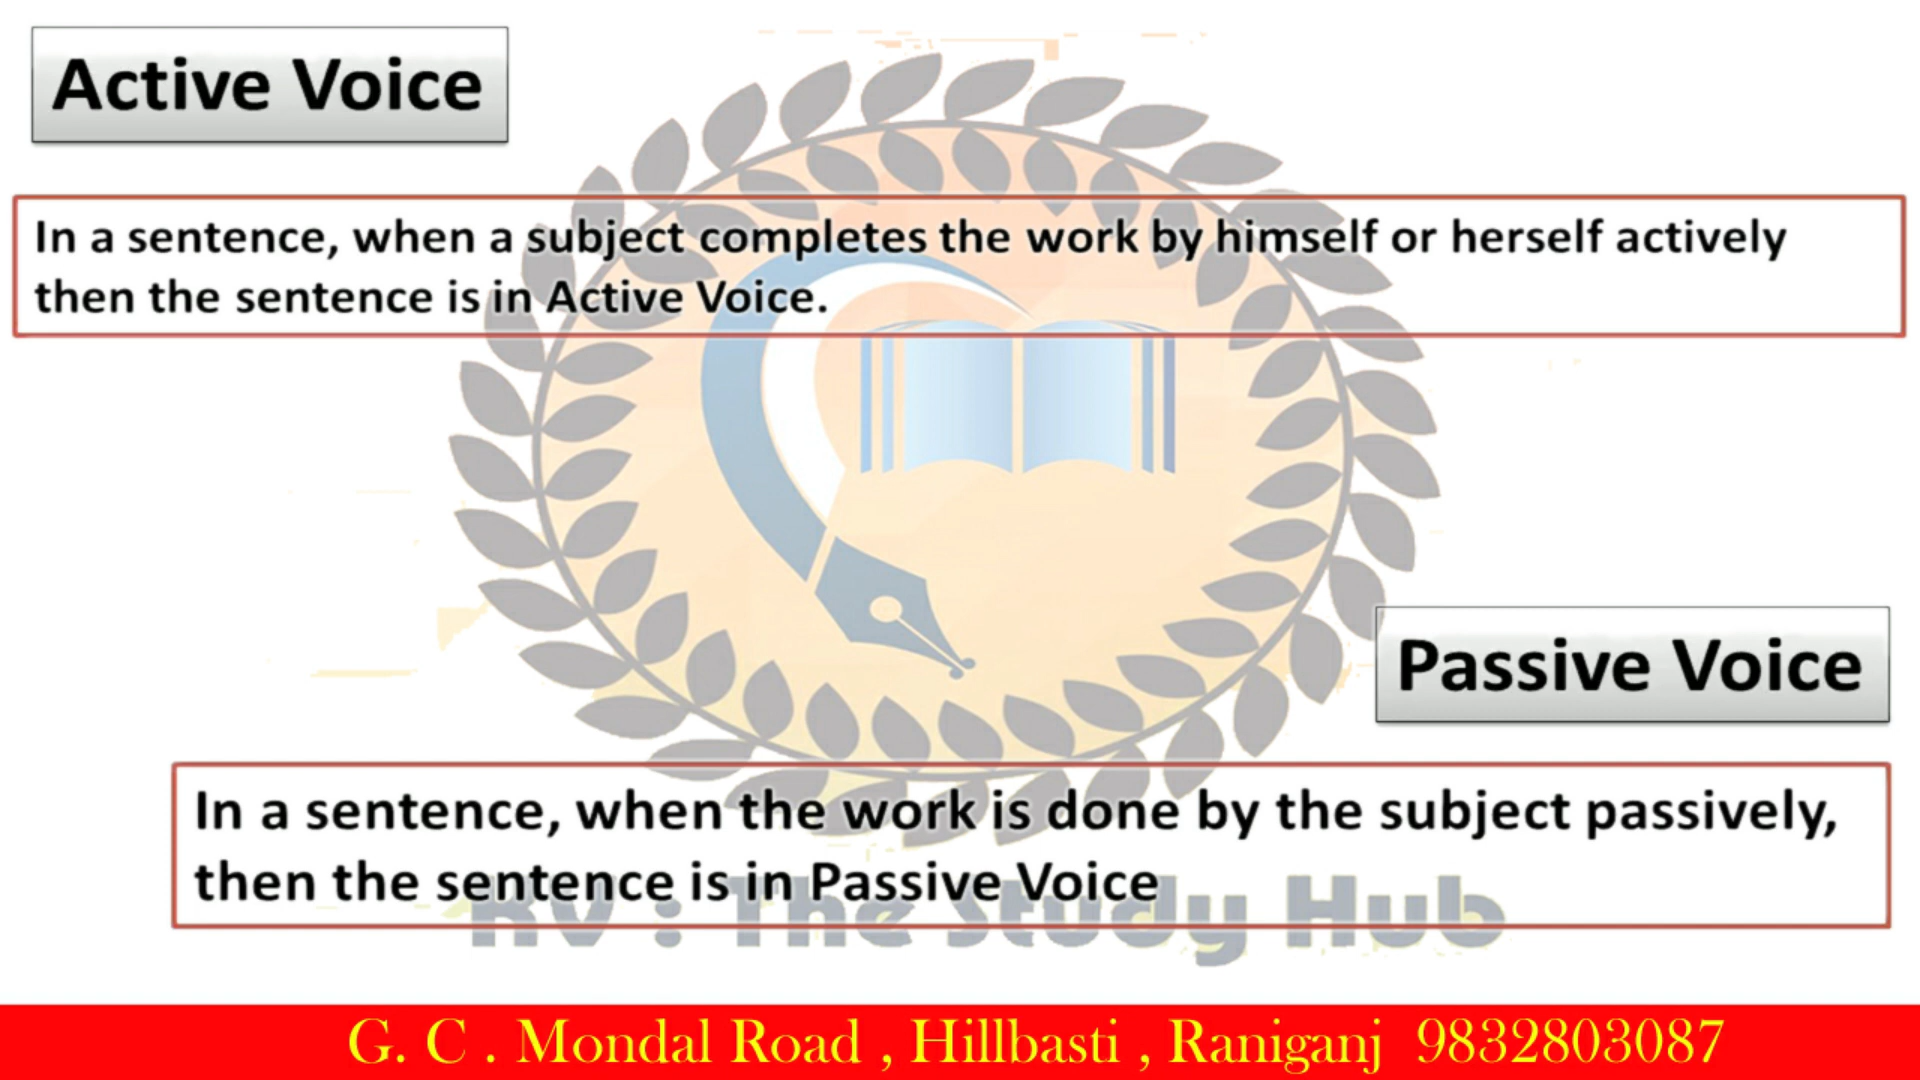 Active Voice
In a sentence, when a subject completes the work by himself or herself actively
then the sentence is in Active Voice.
Passive Voice
In a sentence, when the work is done by the subject passively,
then the sentence is in Passive Voice
RV : The Study Hub
G. C . Mondal Road , Hillbasti , Raniganj 9832803087